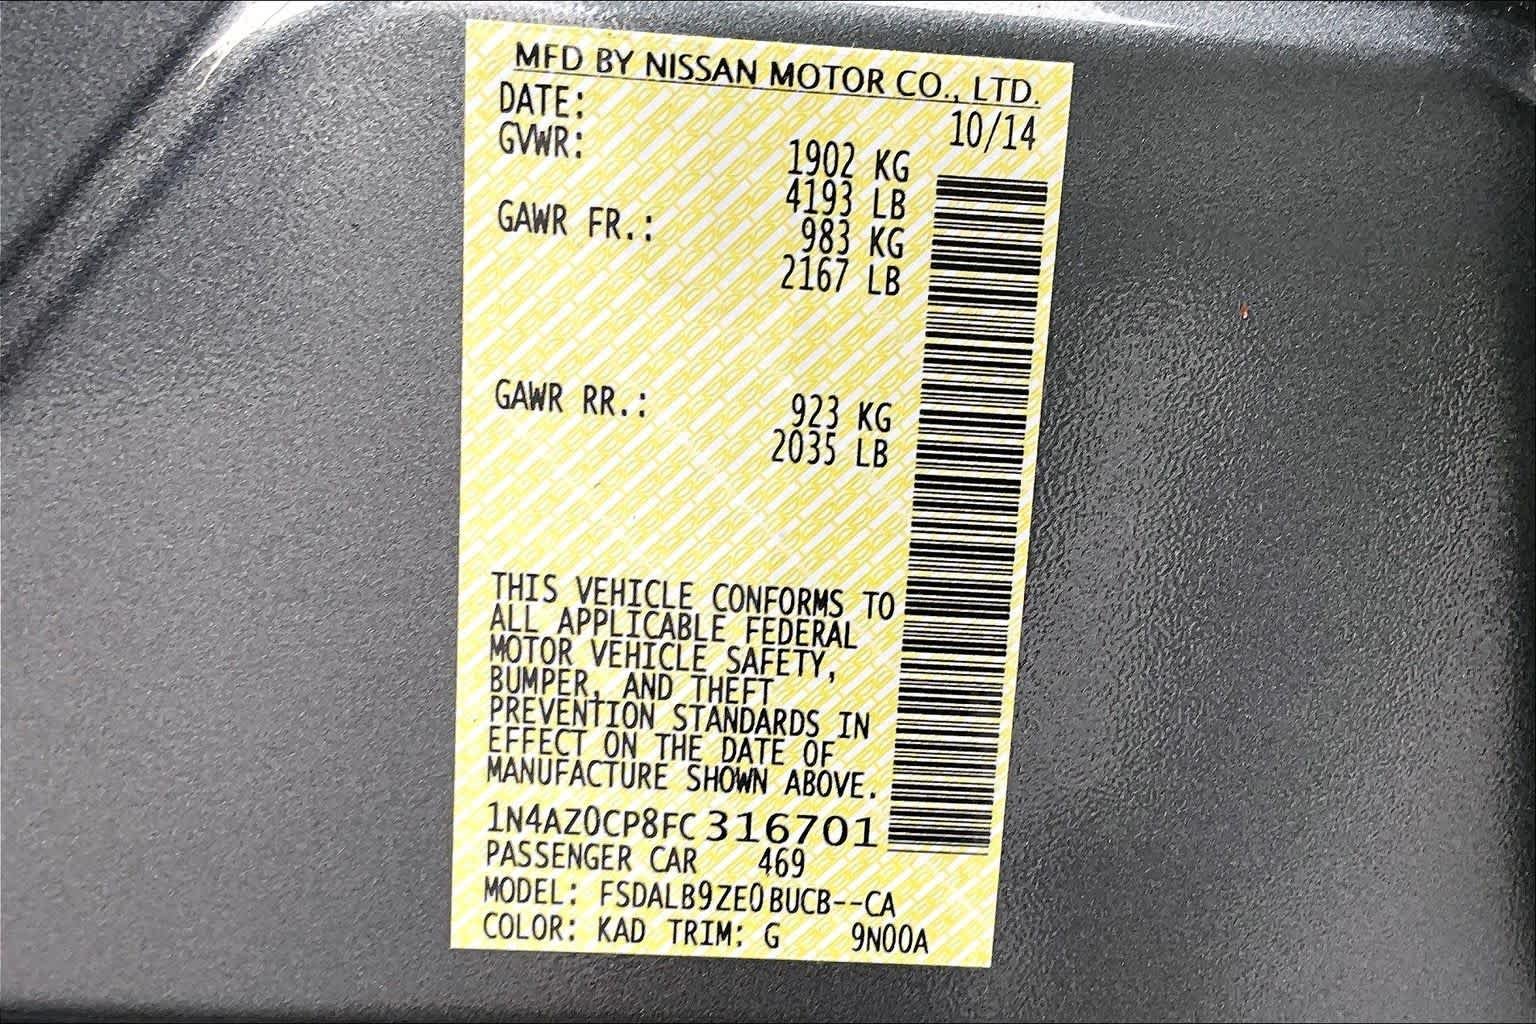 MFD BY NISSAN MOTOR CO., LTD.
DATE: 10/14
GVWR: 1902 KG
4193 LB
GAWR FR.: 983 KG
2167 LB
GAWR RR.: 923 KG
2035 LB
THIS VEHICLE CONFORMS TO
ALL APPLICABLE FEDERAL
MOTOR VEHICLE SAFETY,
BUMPER, AND THEFT
PREVENTION STANDARDS IN
EFFECT ON THE DATE OF
MANUFACTURE SHOWN ABOVE.
1N4AZ0CP8FC316701
PASSENGER CAR 469
MODEL: FSDALB9ZE0BUCB--CA
COLOR: KAD TRIM: G 9N00A